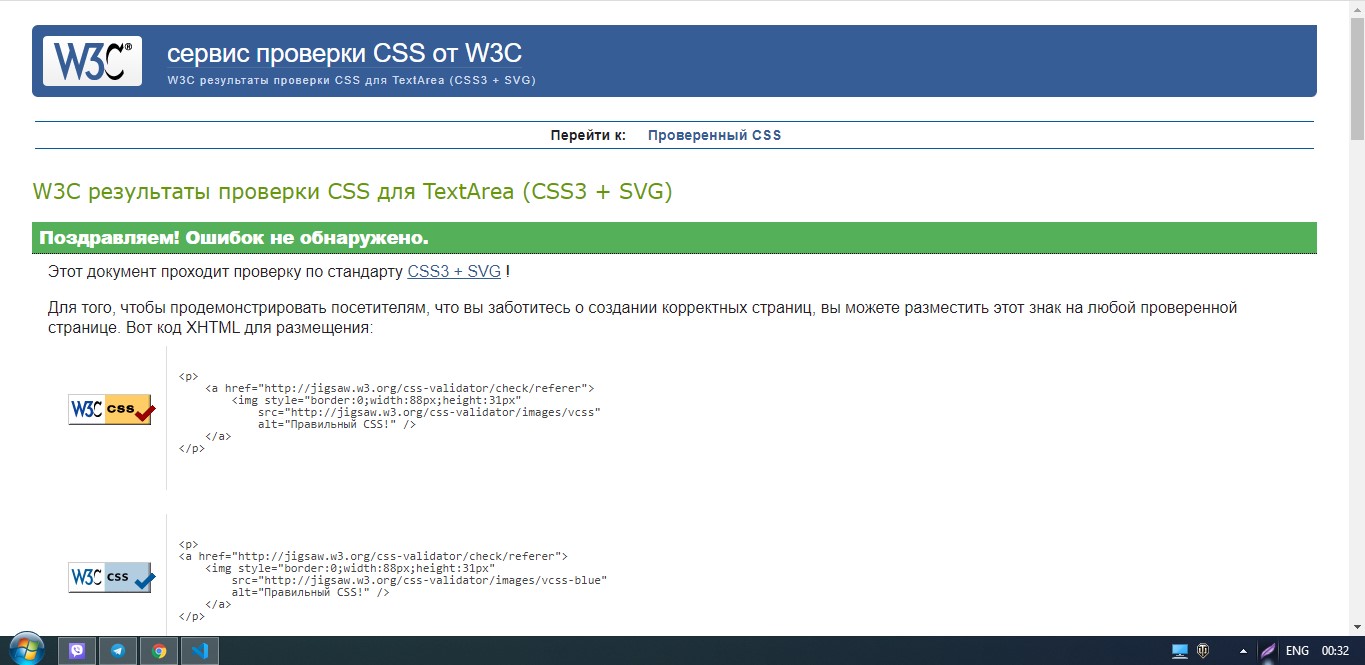 W3C® сервис проверки CSS от W3C
W3C результаты проверки CSS для TextArea (CSS3 + SVG)
Перейти к: Проверенный CSS
W3C результаты проверки CSS для TextArea (CSS3 + SVG)
Поздравляем! Ошибок не обнаружено.
Этот документ проходит проверку по стандарту CSS3 + SVG !
Для того, чтобы продемонстрировать посетителям, что вы заботитесь о создании корректных страниц, вы можете разместить этот знак на любой проверенной
странице. Вот код XHTML для размещения:
W3C css
<p>
<a href="http://jigsaw.w3.org/css-validator/check/referer">
<img style="border:0;width:88px;height:31px"
src="http://jigsaw.w3.org/css-validator/images/vcss"
alt="Правильный CSS!" />
</a>
</p>
W3C css
<p>
<a href="http://jigsaw.w3.org/css-validator/check/referer">
<img style="border:0;width:88px;height:31px"
src="http://jigsaw.w3.org/css-validator/images/vcss-blue"
alt="Правильный CSS!" />
</a>
</p>
ENG 00:32